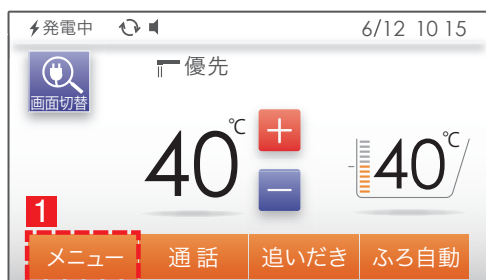 発電中 6/12 10 15
優先
画面切替
40℃ + 40℃
−
1
メニュー 通話 追いだき ふろ自動